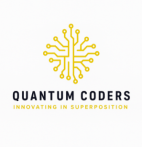 QUANTUM CODERS
INNOVATING IN SUPERPOSITION